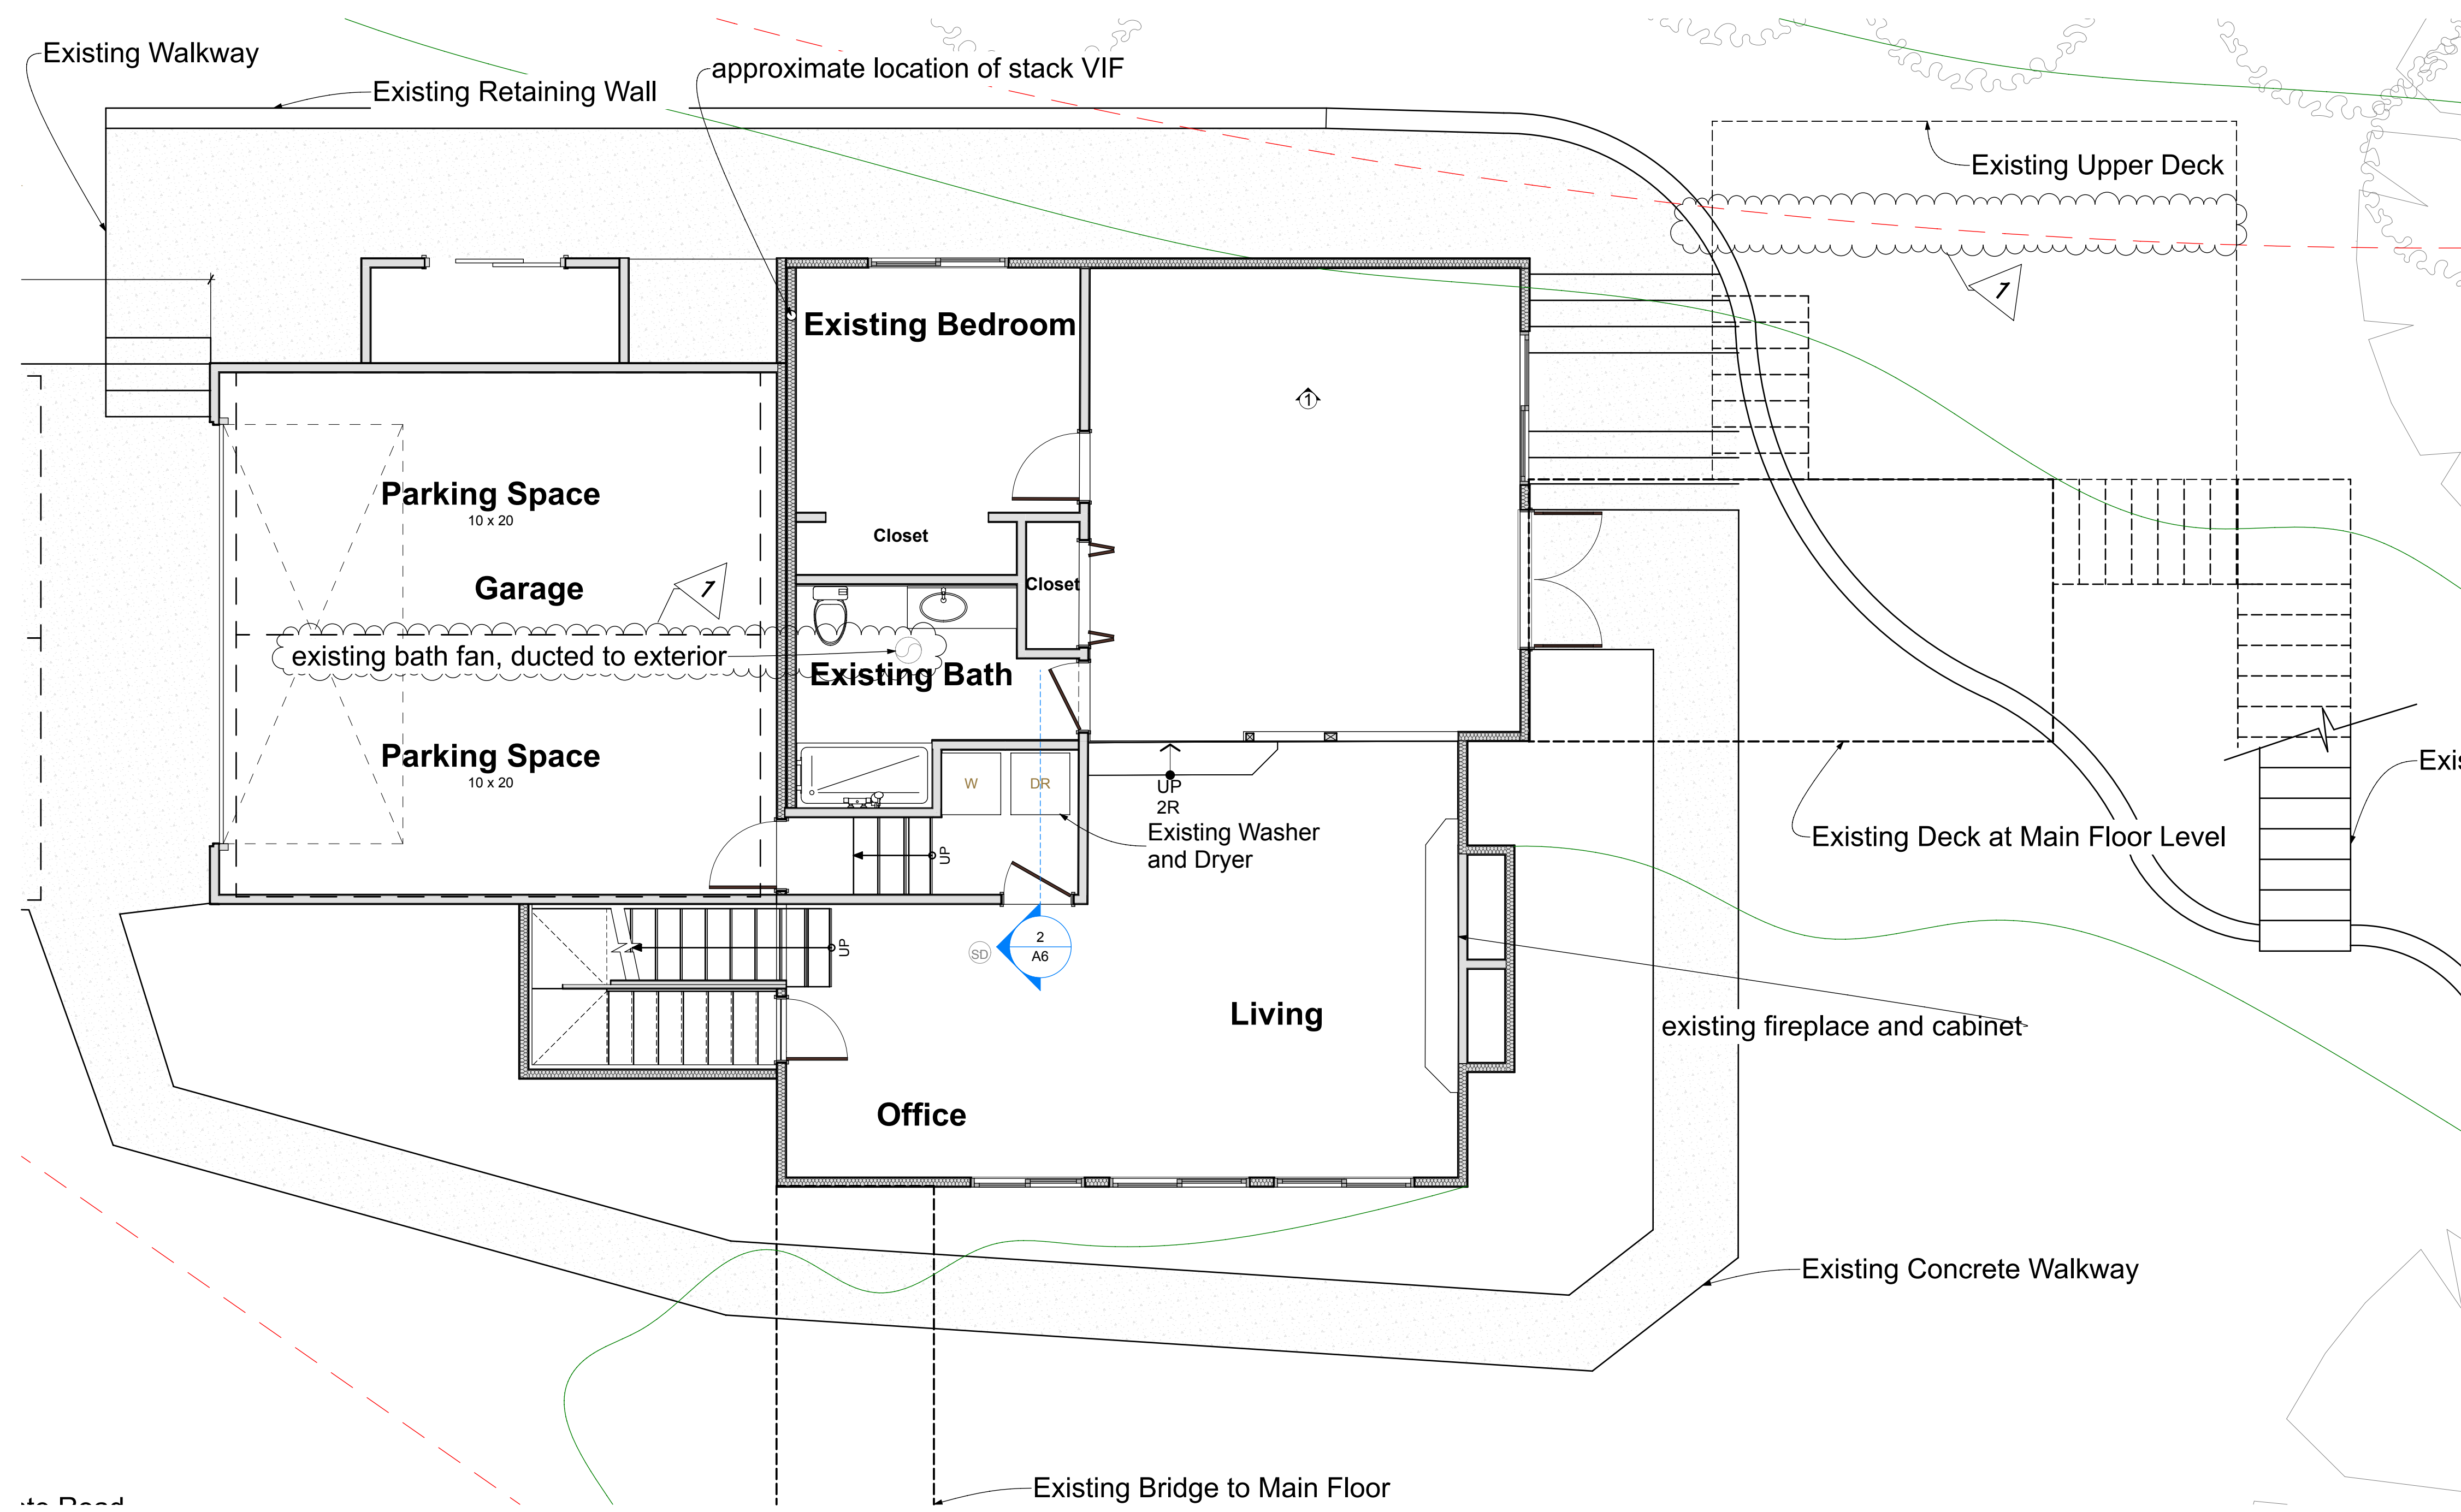 Existing Walkway
Existing Retaining Wall
approximate location of stack VIF
Existing Upper Deck
1
Existing Bedroom
1
Parking Space
10 x 20
Closet
Closet
Garage
1
existing bath fan, ducted to exterior
Existing Bath
Parking Space
10 x 20
W
DR
UP
2R
Existing Washer
and Dryer
UP
Existing Deck at Main Floor Level
UP
SD
2
A6
Living
existing fireplace and cabinet
Office
Existing Concrete Walkway
Existing Bridge to Main Floor